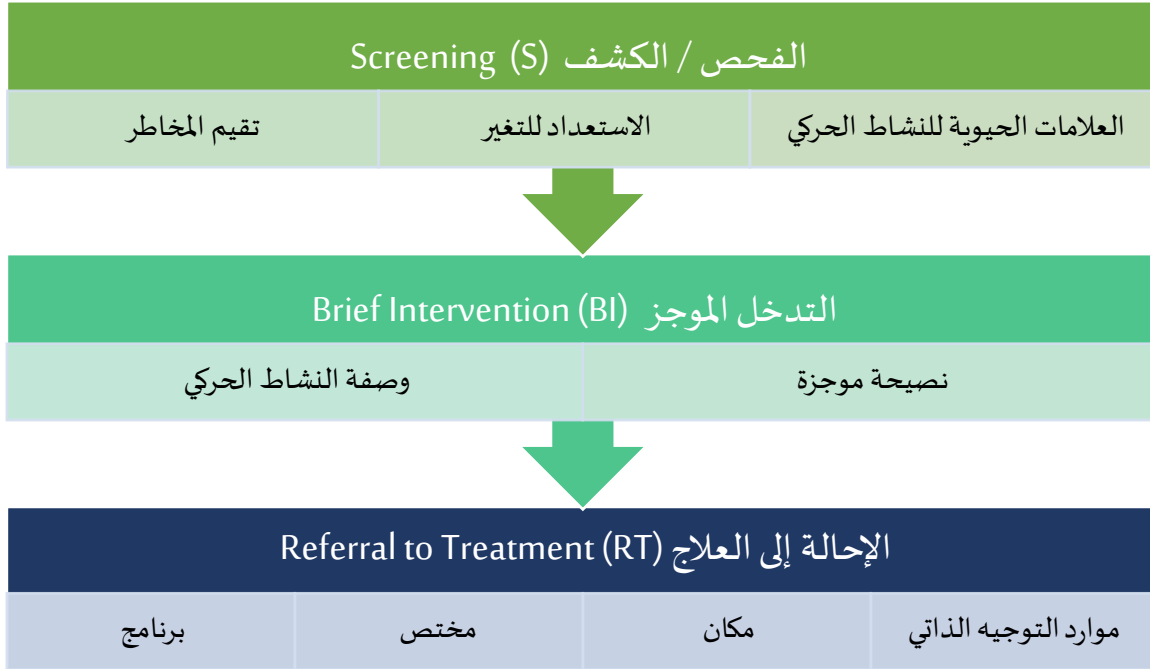 الفحص / الكشف Screening (S)
العلامات الحيوية للنشاط الحركي
الاستعداد للتغير
تقيم المخاطر
التدخل الموجز Brief Intervention (BI)
نصيحة موجزة
وصفة النشاط الحركي
الإحالة إلى العلاج Referral to Treatment (RT)
موارد التوجيه الذاتي
مكان
مختص
برنامج